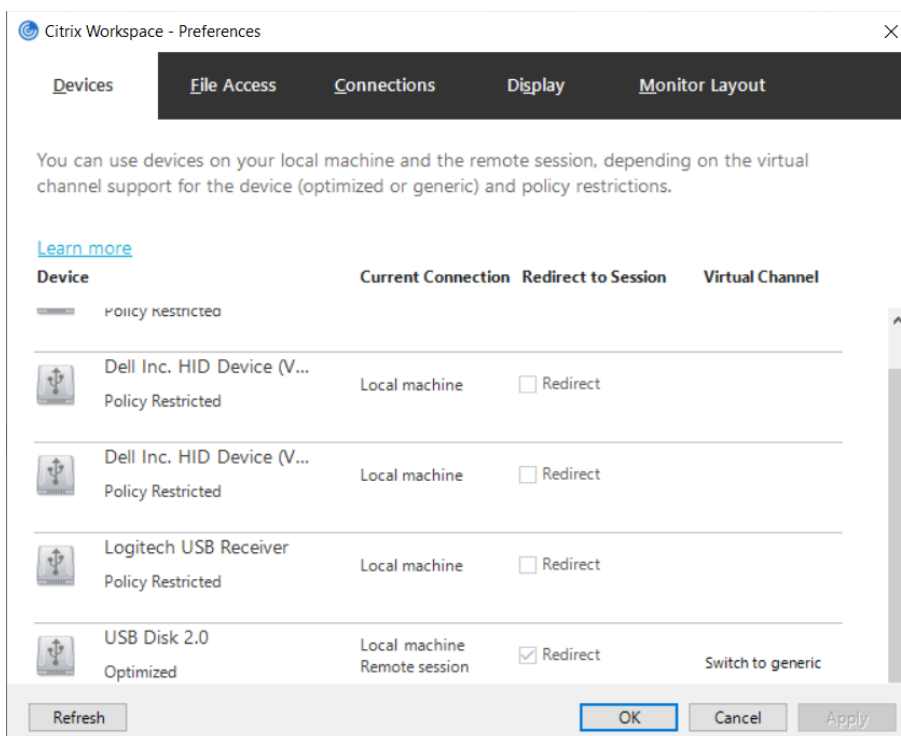 Citrix Workspace - Preferences
Devices File Access Connections Display Monitor Layout
You can use devices on your local machine and the remote session, depending on the virtual
channel support for the device (optimized or generic) and policy restrictions.
Learn more
Device Current Connection Redirect to Session Virtual Channel
Policy Restricted
Dell Inc. HID Device (V...
Policy Restricted
Local machine
Redirect
Dell Inc. HID Device (V...
Policy Restricted
Local machine
Redirect
Logitech USB Receiver
Policy Restricted
Local machine
Redirect
USB Disk 2.0
Optimized
Local machine
Remote session
Redirect
Switch to generic
Refresh OK Cancel Apply